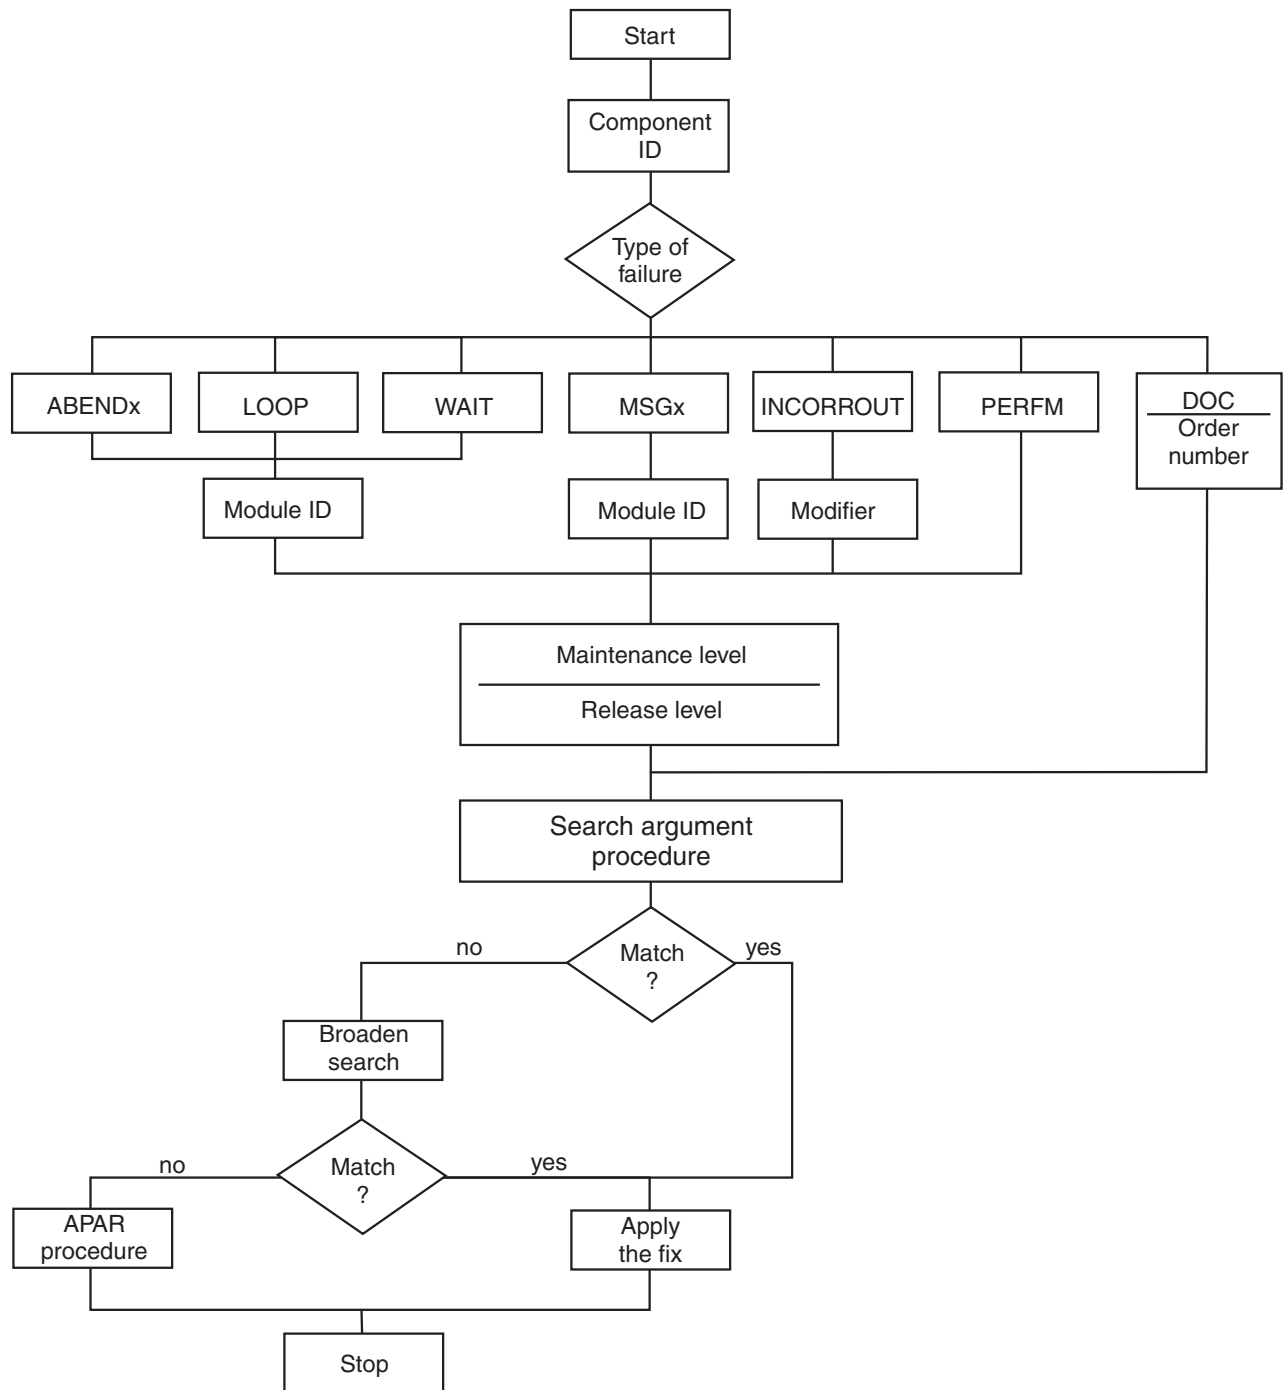 Start
Component
ID
Type of
failure
ABENDx
LOOP
WAIT
MSGx
INCORROUT
PERFM
DOC
Order
number
Module ID
Module ID
Modifier
Maintenance level
Release level
Search argument
procedure
no
Match
?
yes
Broaden
search
no
Match
?
yes
APAR
procedure
Apply
the fix
Stop